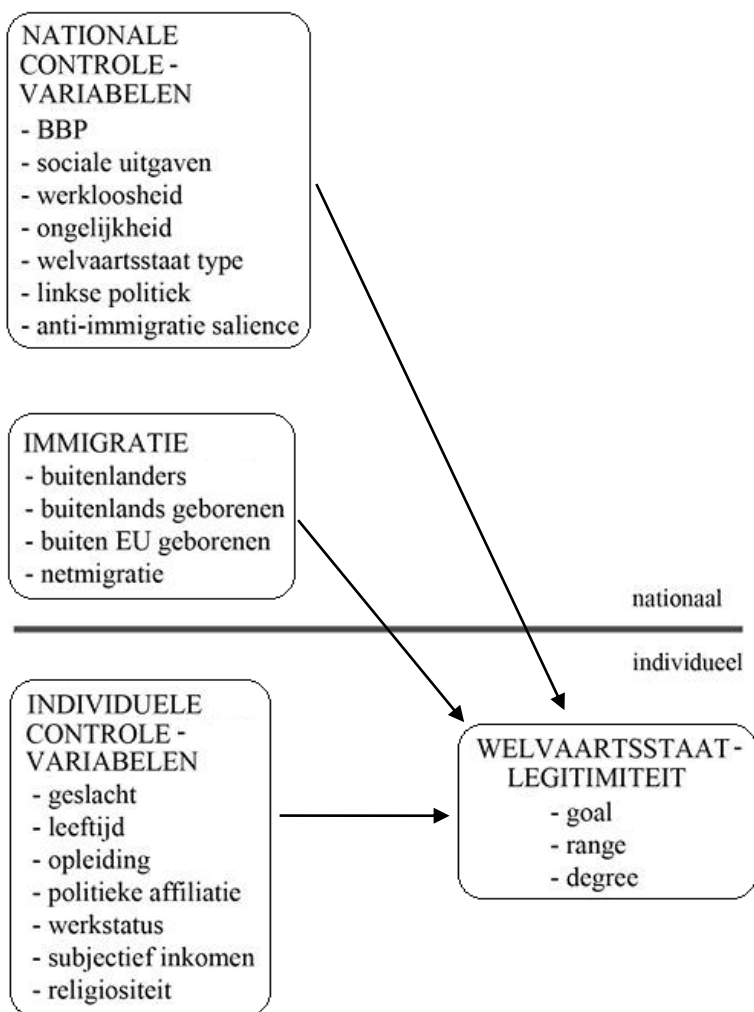 NATIONALE
CONTROLE -
VARIABELEN
- BBP
- sociale uitgaven
- werkloosheid
- ongelijkheid
- welvaartsstaat type
- linkse politiek
- anti-immigratie salience
IMMIGRATIE
- buitenlanders
- buitenlands geborenen
- buiten EU geborenen
- netmigratie
nationaal
individueel
INDIVIDUELE
CONTROLE -
VARIABELEN
- geslacht
- leeftijd
- opleiding
- politieke affiliatie
- werkstatus
- subjectief inkomen
- religiositeit
WELVAARTSSTAAT -
LEGITIMITEIT
- goal
- range
- degree